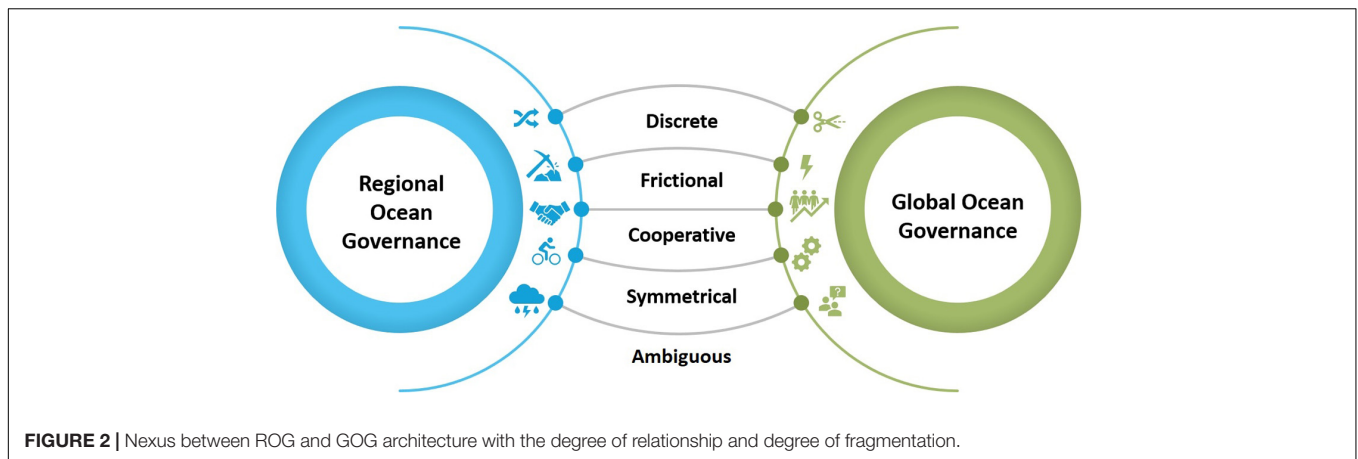 Regional
Ocean
Governance
Discrete
Frictional
Cooperative
Symmetrical
Ambiguous
?
Global Ocean
Governance
FIGURE 2 | Nexus between ROG and GOG architecture with the degree of relationship and degree of fragmentation.